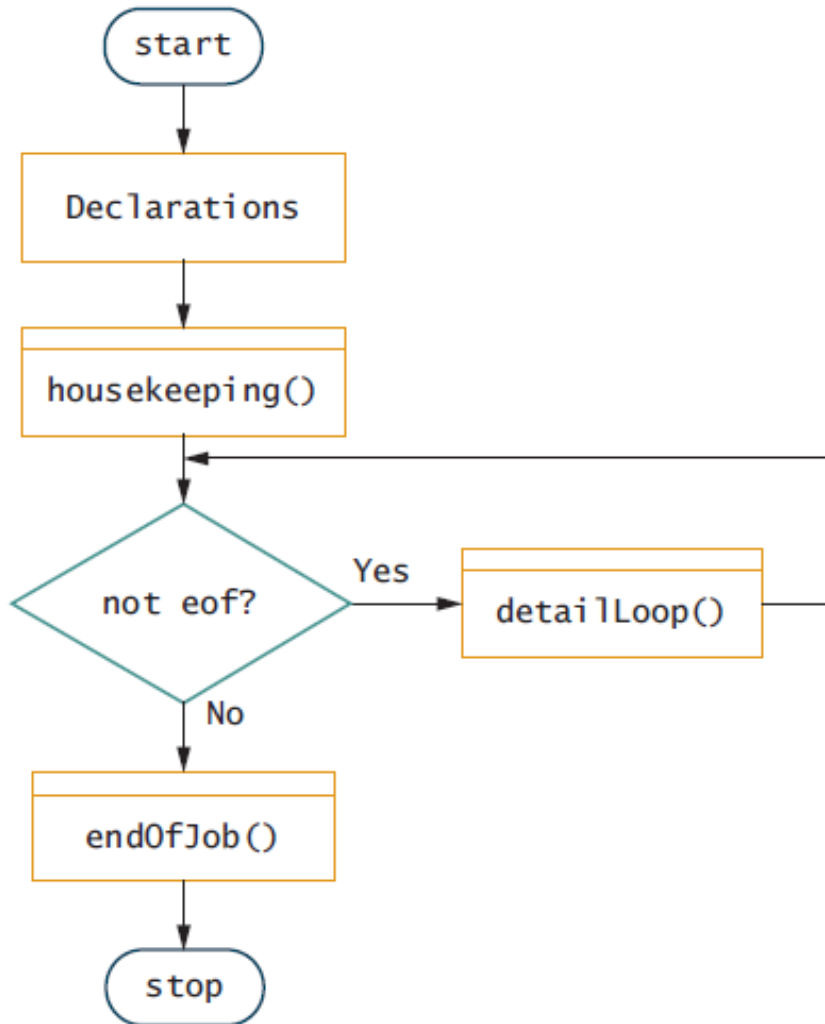 start
Declarations
housekeeping()
not eof?
Yes
detailLoop()
No
endOfJob()
stop